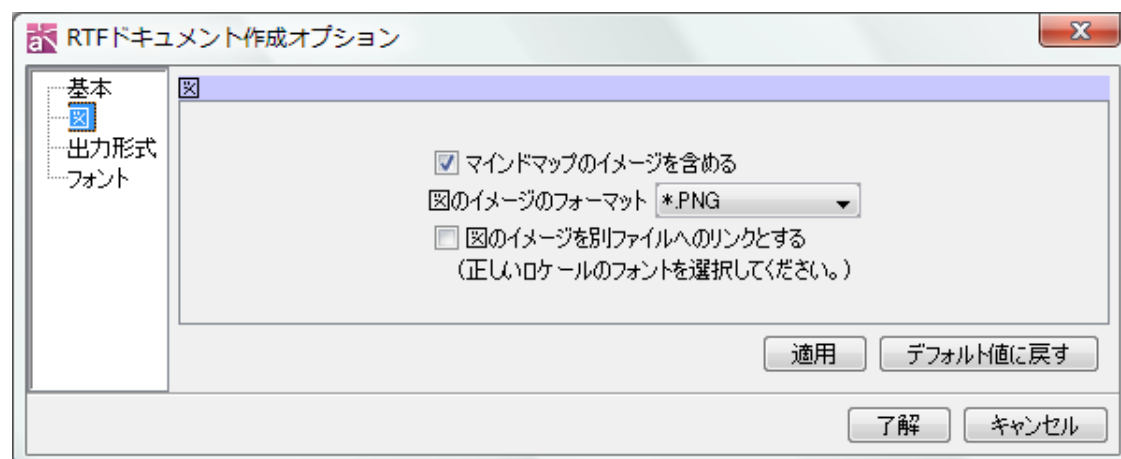 RTFドキュメント作成オプション
基本
図
出力形式
フォント
図
マインドマップのイメージを含める
図のイメージのフォーマット *.PNG
図のイメージを別ファイルへのリンクとする
(正しいロケールのフォントを選択してください。)
適用 デフォルト値に戻す
了解 キャンセル